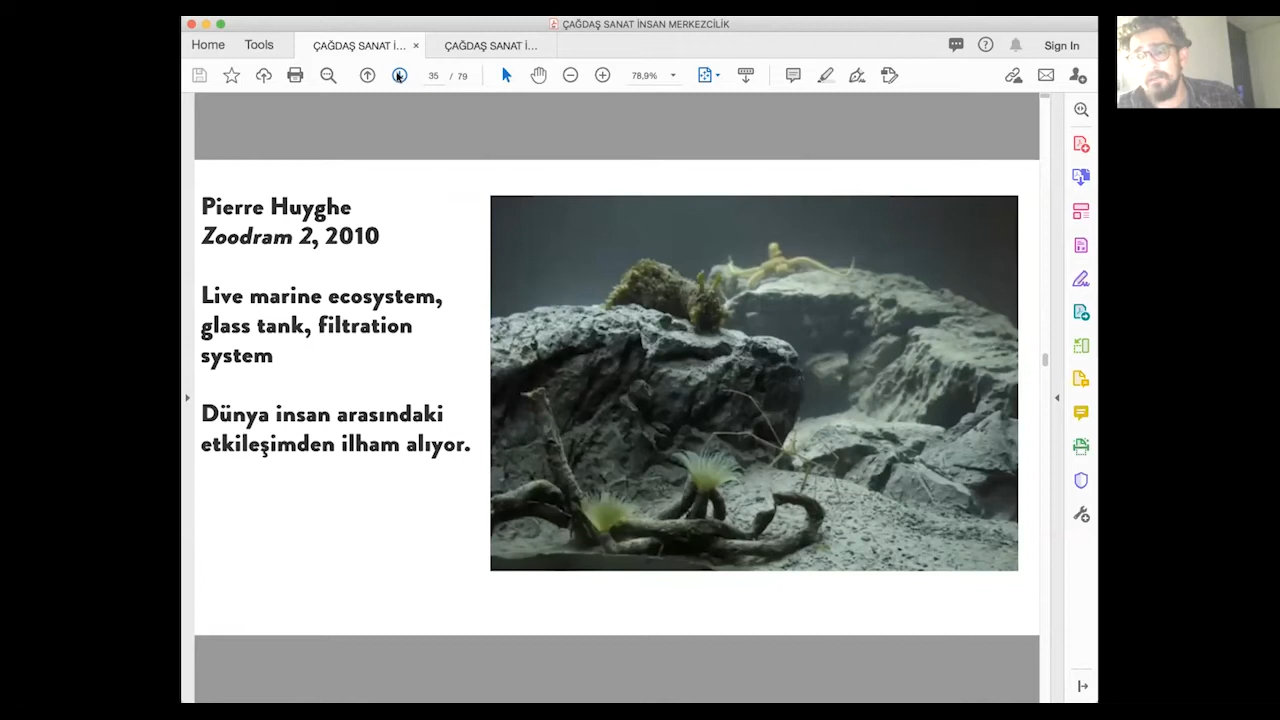 ÇAĞDAŞ SANAT İNSAN MERKEZCİLİK
Home
Tools
ÇAĞDAŞ SANAT İ... ×
ÇAĞDAŞ SANAT İ...
Sign In
35 / 79
78,9%
Pierre Huyghe
Zoodram 2, 2010
Live marine ecosystem,
glass tank, filtration
system
Dünya insan arasındaki
etkileşimden ilham alıyor.